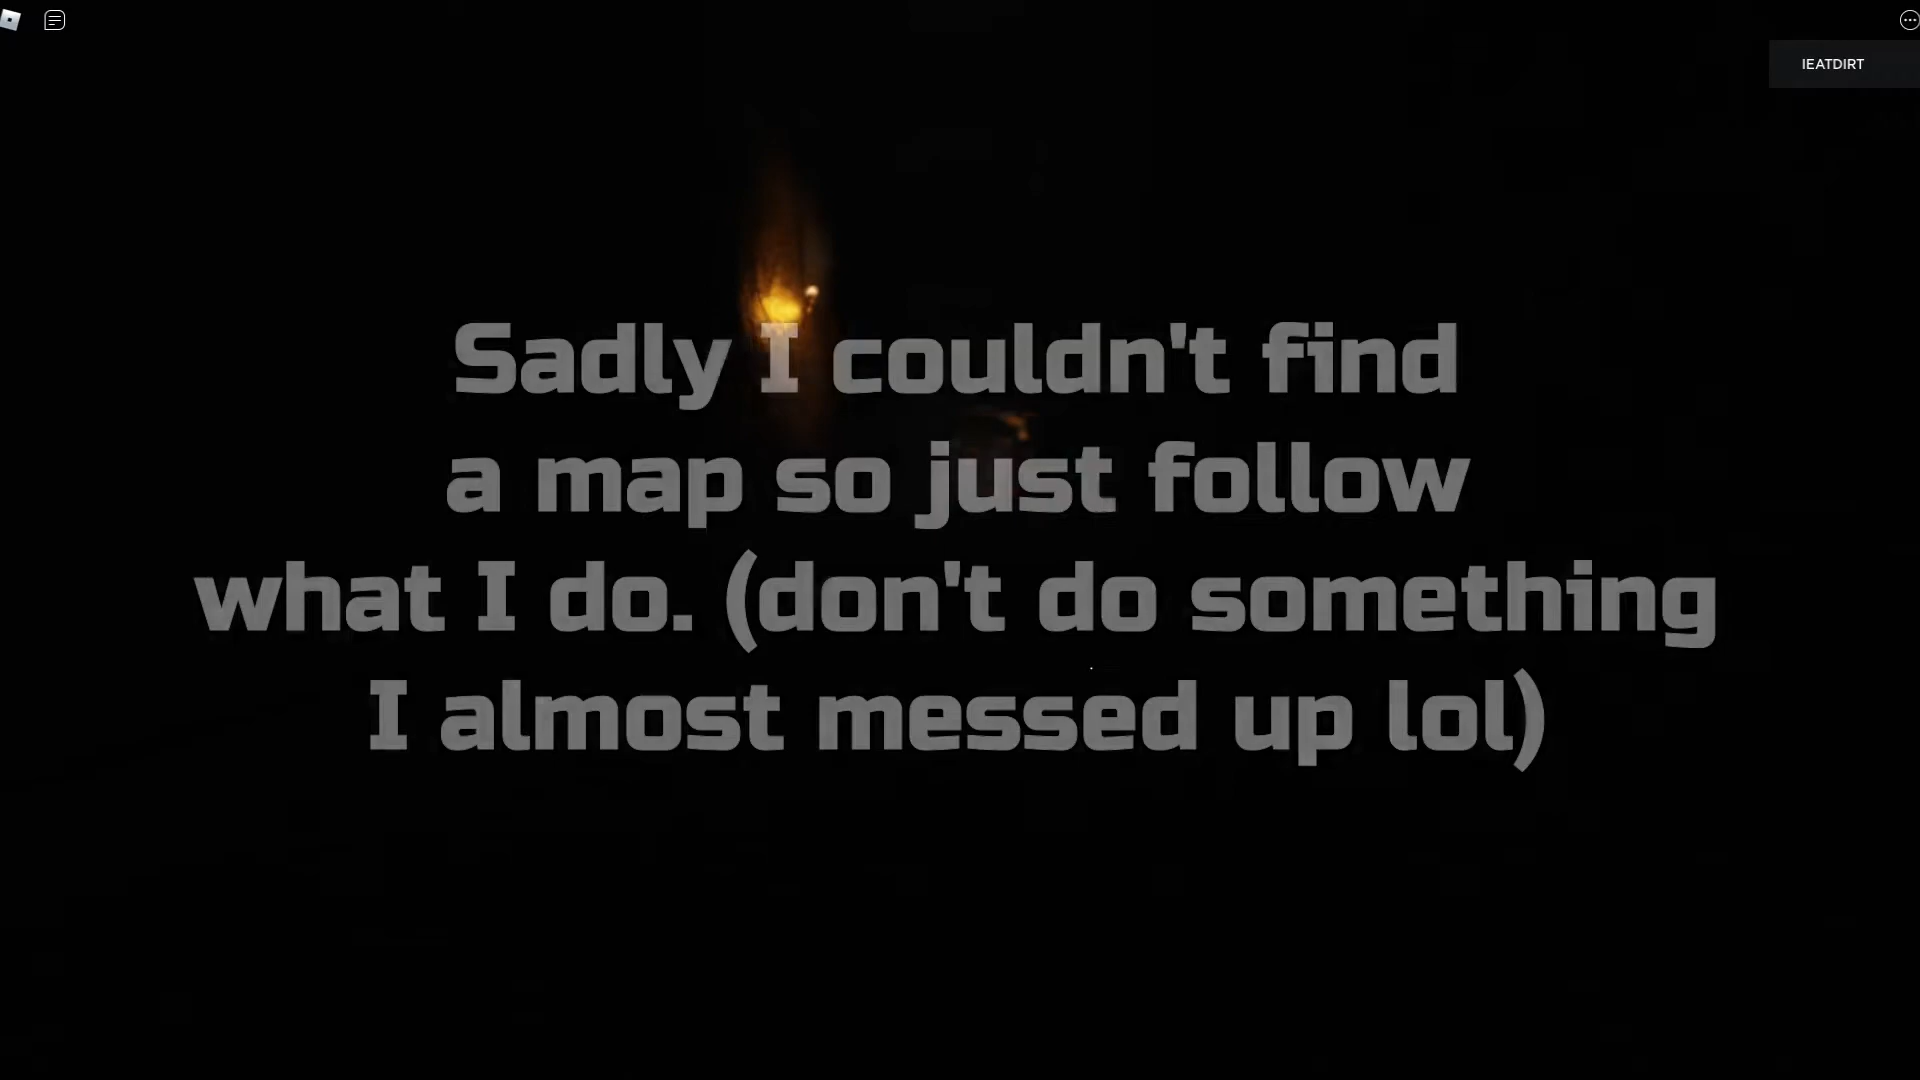 IEATDIRT
Sadly I couldn't find
a map so just follow
what I do. (don't do something
I almost messed up lol)